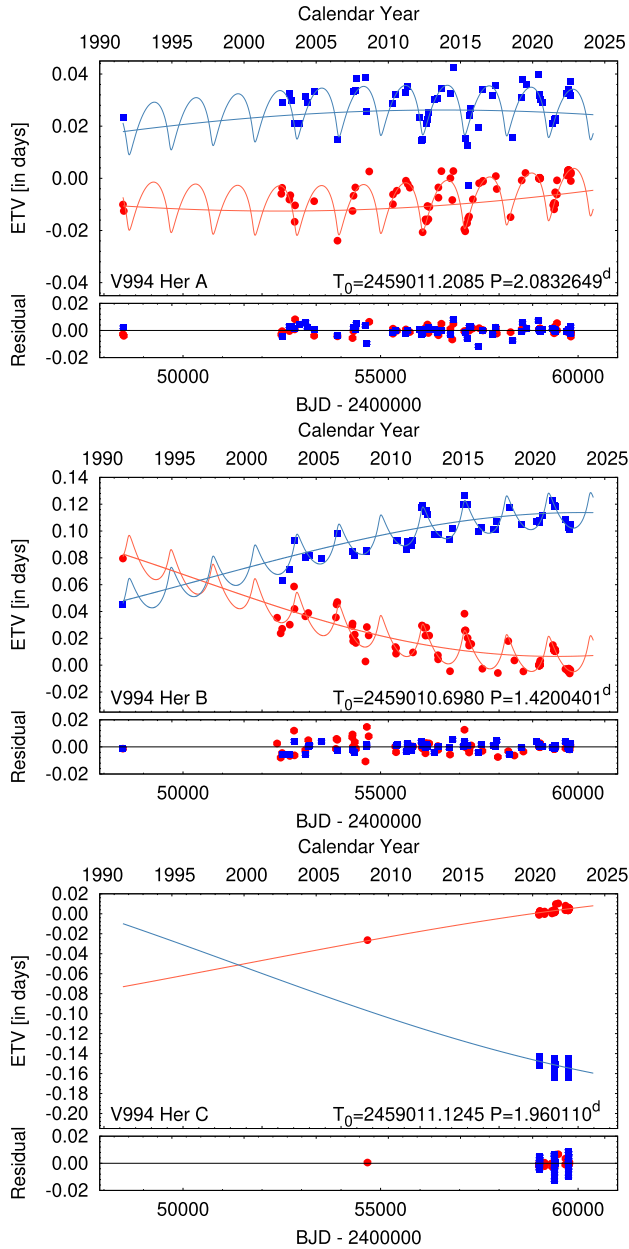 Calendar Year
1990 1995 2000 2005 2010 2015 2020 2025
0.04
0.02
0.00
-0.02
-0.04
ETV [in days]
V994 Her A T0=2459011.2085 P=2.0832649d
0.02
0.00
-0.02
Residual
50000 55000 60000
BJD - 2400000
Calendar Year
1990 1995 2000 2005 2010 2015 2020 2025
0.14
0.12
0.10
0.08
0.06
0.04
0.02
0.00
-0.02
ETV [in days]
V994 Her B T0=2459010.6980 P=1.4200401d
0.02
0.00
-0.02
Residual
50000 55000 60000
BJD - 2400000
Calendar Year
1990 1995 2000 2005 2010 2015 2020 2025
0.02
0.00
-0.02
-0.04
-0.06
-0.08
-0.10
-0.12
-0.14
-0.16
-0.18
-0.20
ETV [in days]
V994 Her C T0=2459011.1245 P=1.960110d
0.02
0.00
-0.02
Residual
50000 55000 60000
BJD - 2400000